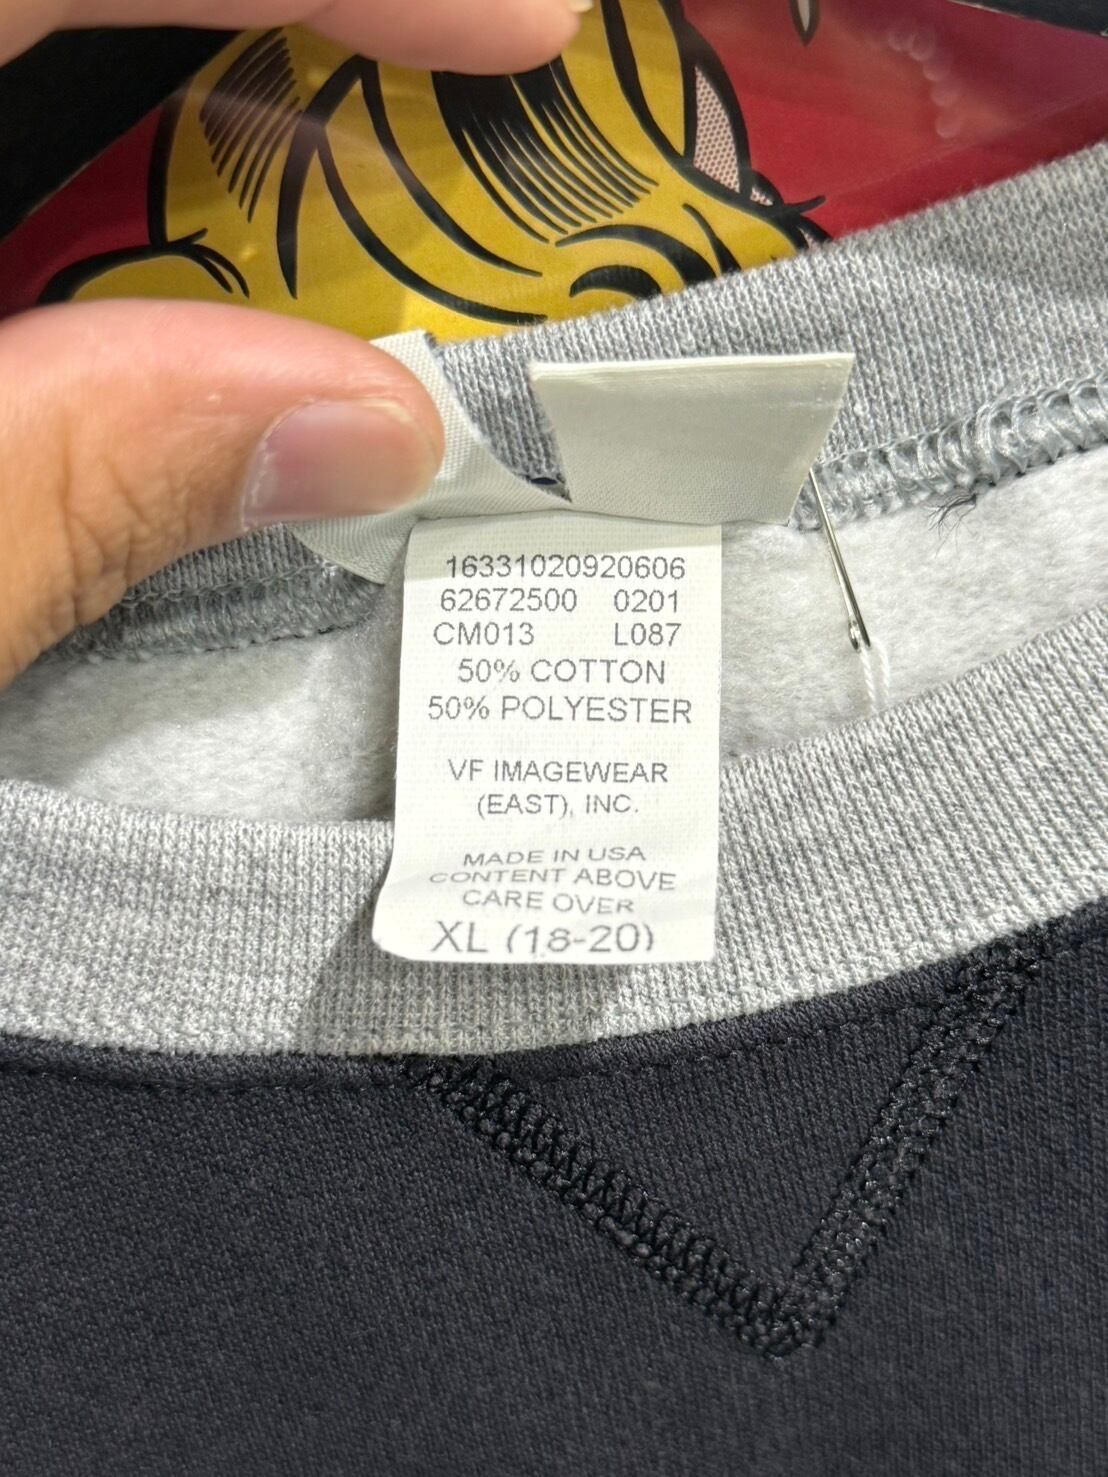 16331020920606
62672500 0201
CM013 L087
50% COTTON
50% POLYESTER
VF IMAGEWEAR
(EAST), INC.
MADE IN USA
CONTENT ABOVE
CARE OVER
XL (18-20)